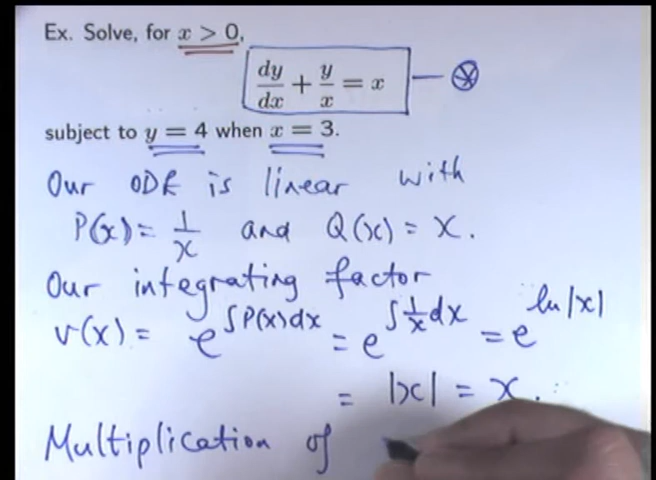 Ex. Solve, for x > 0,
dy/dx + y/x = x — ⊛
subject to y = 4 when x = 3.
Our ODE is linear with
P(x) = 1/x and Q(x) = x.
Our integrating factor
v(x) = e^∫P(x)dx = e^∫1/x dx = e^ln|x|
= |x| = x.
Multiplication of